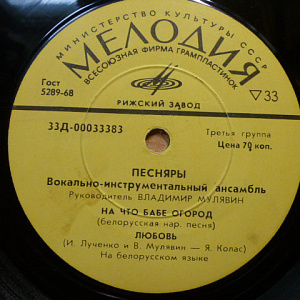 МИНИСТЕРСТВО КУЛЬТУРЫ СССР
МЕЛОДИЯ
ВСЕСОЮЗНАЯ ФИРМА ГРАМПЛАСТИНОК
Гост
5289-68
33
РИЖСКИЙ ЗАВОД
33Д-00033383
Третья группа
Цена 70 коп.
ПЕСНЯРЫ
Вокально-инструментальный ансамбль
Руководитель ВЛАДИМИР МУЛЯВИН
НА ЧТО БАБЕ ОГОРОД
(белорусская нар. песня)
ЛЮБОВЬ
(И. Лученко и В. Мулявин — Я. Колас)
На белорусском языке